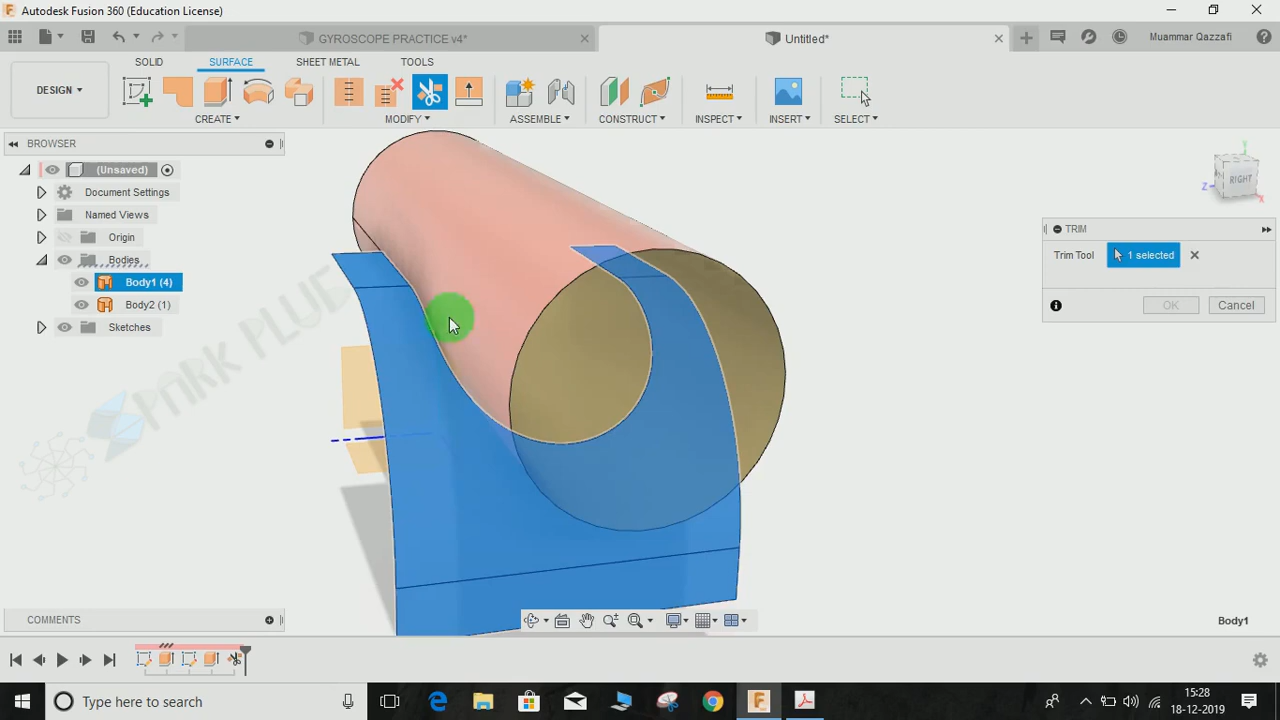 Autodesk Fusion 360 (Education License)
GYROSCOPE PRACTICE v4*
Untitled*
Muammar Qazzafi
DESIGN
SOLID
SURFACE
SHEET METAL
TOOLS
CREATE
MODIFY
ASSEMBLE
CONSTRUCT
INSPECT
INSERT
SELECT
BROWSER
(Unsaved)
Document Settings
Named Views
Origin
Bodies
Body1 (4)
Body2 (1)
Sketches
SPARK PLUG
Y
Z
X
RIGHT
TRIM
Trim Tool
1 selected
OK
Cancel
COMMENTS
Body1
Type here to search
15:28
18-12-2019